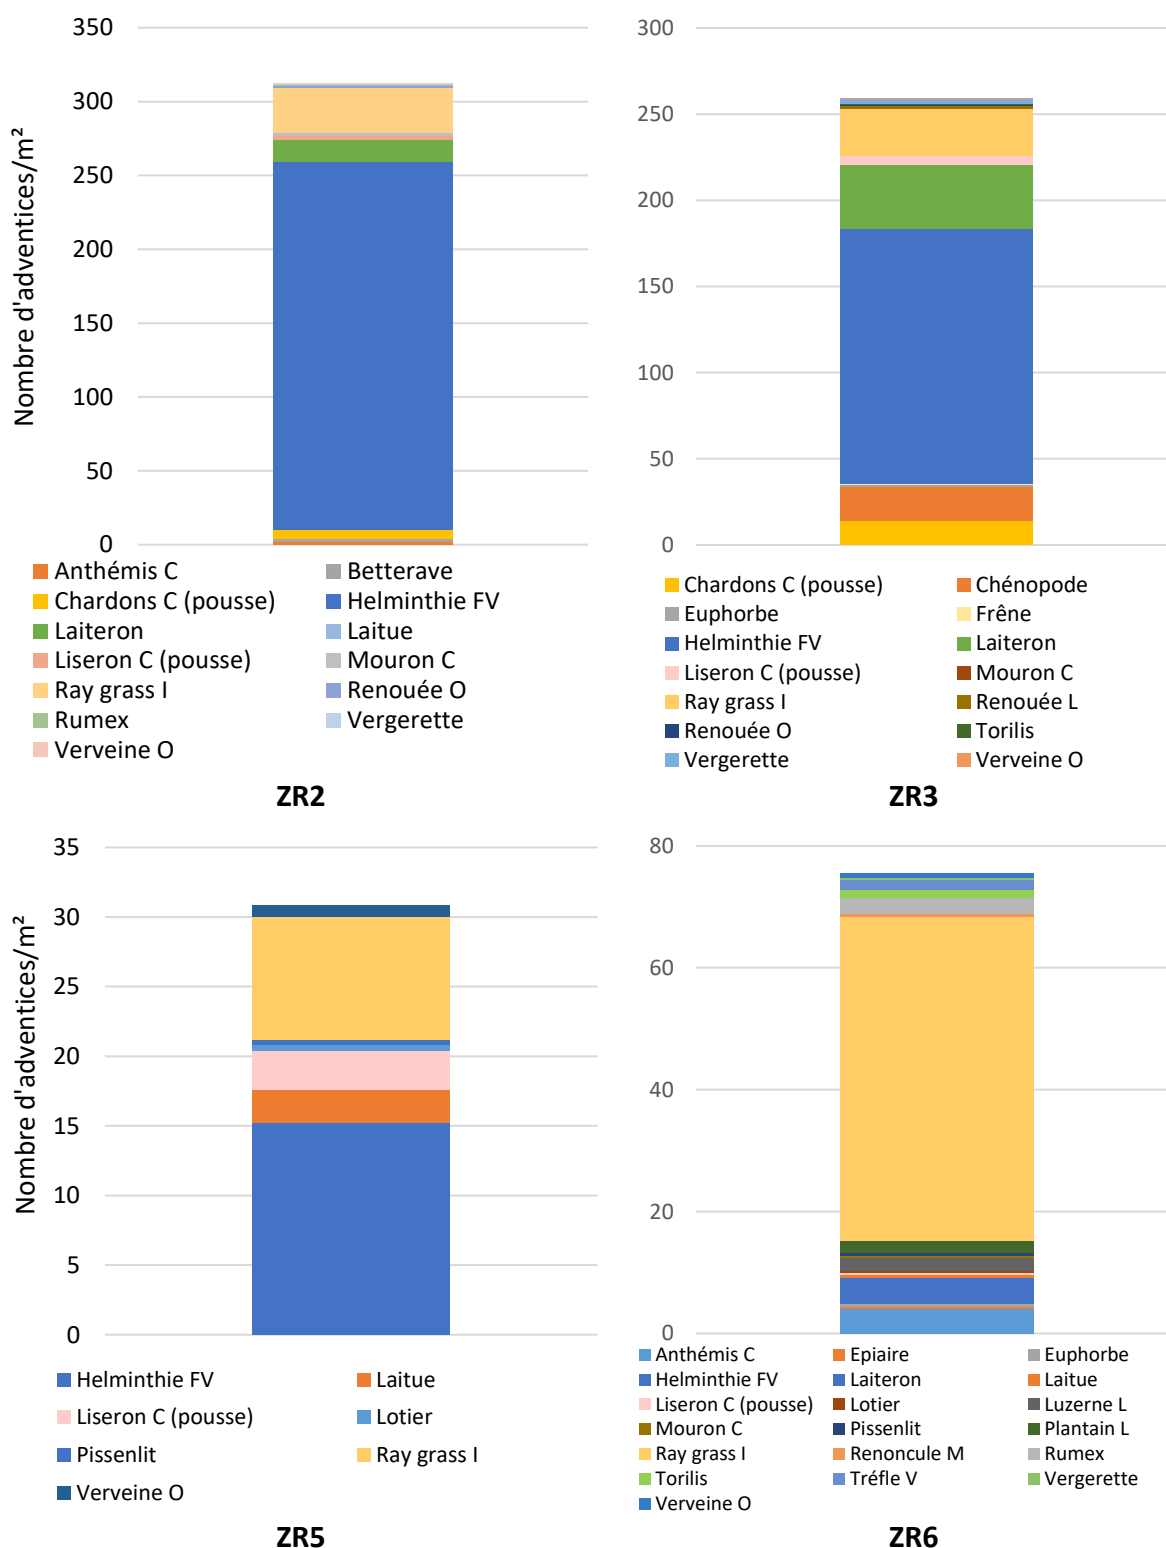 350
300
250
200
150
100
50
0
Nombre d'adventices/m²
Anthémis C
Betterave
Chardons C (pousse)
Helminthie FV
Laiteron
Laitue
Liseron C (pousse)
Mouron C
Ray grass I
Renouée O
Rumex
Vergerette
Verveine O
ZR2
300
250
200
150
100
50
0
Chardons C (pousse)
Chénopode
Euphorbe
Frêne
Helminthie FV
Laiteron
Liseron C (pousse)
Mouron C
Ray grass I
Renouée L
Renouée O
Torilis
Vergerette
Verveine O
ZR3
35
30
25
20
15
10
5
0
Nombre d'adventices/m²
Helminthie FV
Laitue
Liseron C (pousse)
Lotier
Pissenlit
Ray grass I
Verveine O
ZR5
80
60
40
20
0
Anthémis C
Epiaire
Euphorbe
Helminthie FV
Laiteron
Laitue
Liseron C (pousse)
Lotier
Luzerne L
Mouron C
Pissenlit
Plantain L
Ray grass I
Renoncule M
Rumex
Torilis
Tréfle V
Vergerette
Verveine O
ZR6